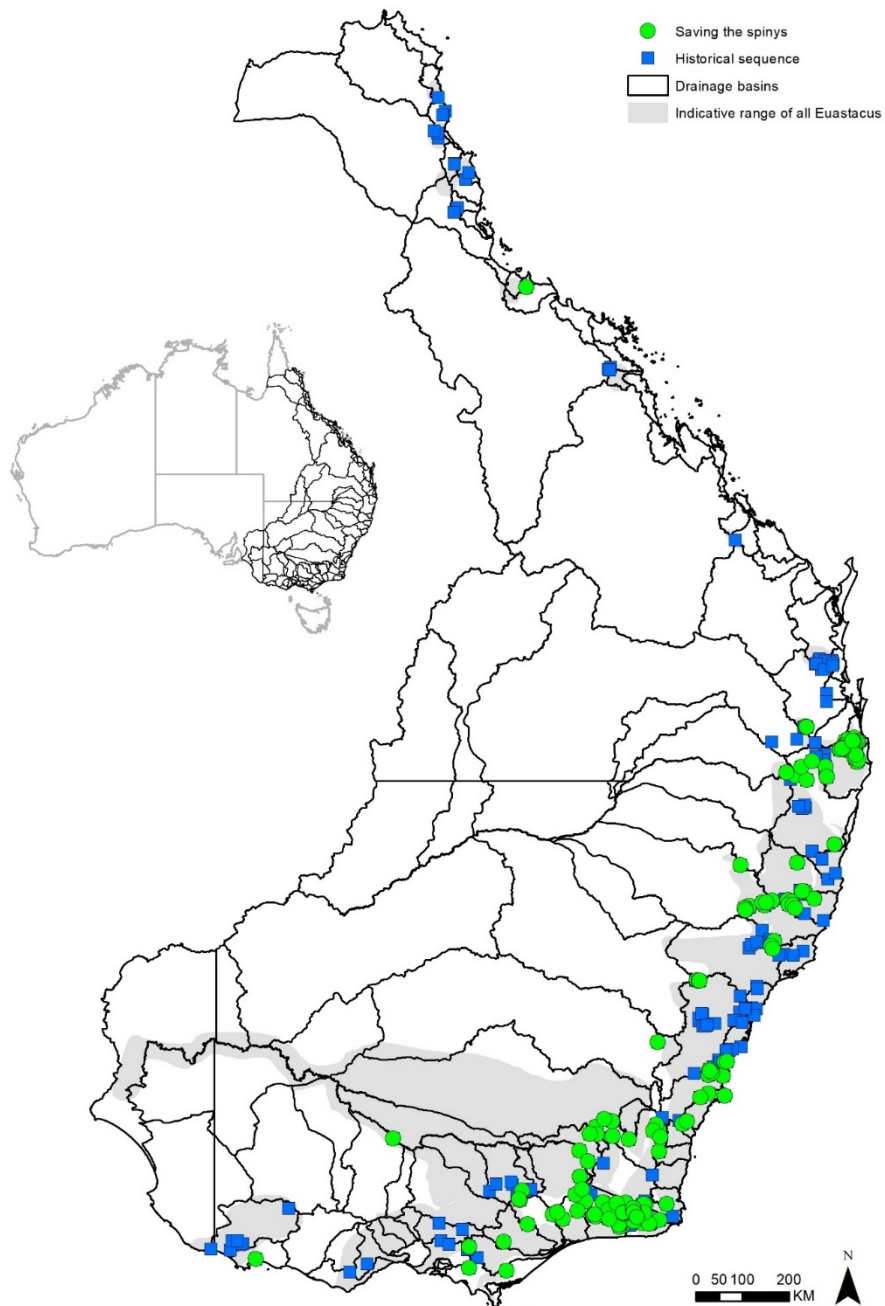 Saving the spinys
Historical sequence
Drainage basins
Indicative range of all Euastacus
N
0 50 100 200
KM